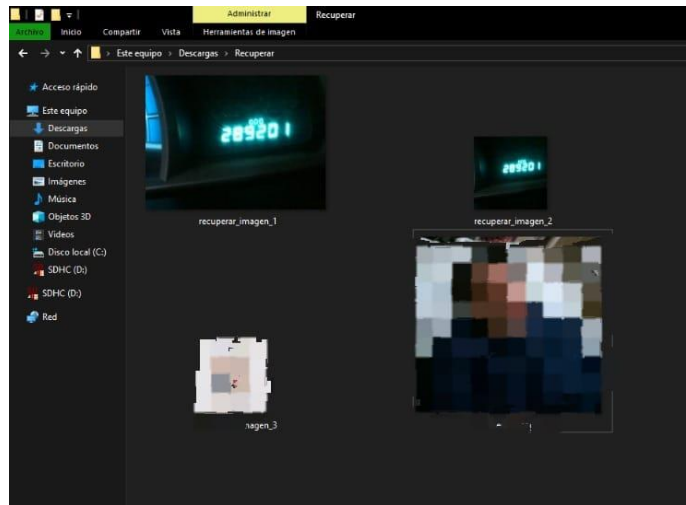 Administrar
Recuperar
Archivo
Inicio
Compartir
Vista
Herramientas de imagen
Este equipo > Descargas > Recuperar
Acceso rápido
Este equipo
Descargas
Documentos
Escritorio
Imágenes
Música
Objetos 3D
Videos
Disco local (C:)
SDHC (D:)
SDHC (D:)
Red
289201
recuperar_imagen_1
289201
recuperar_imagen_2
nagen_3